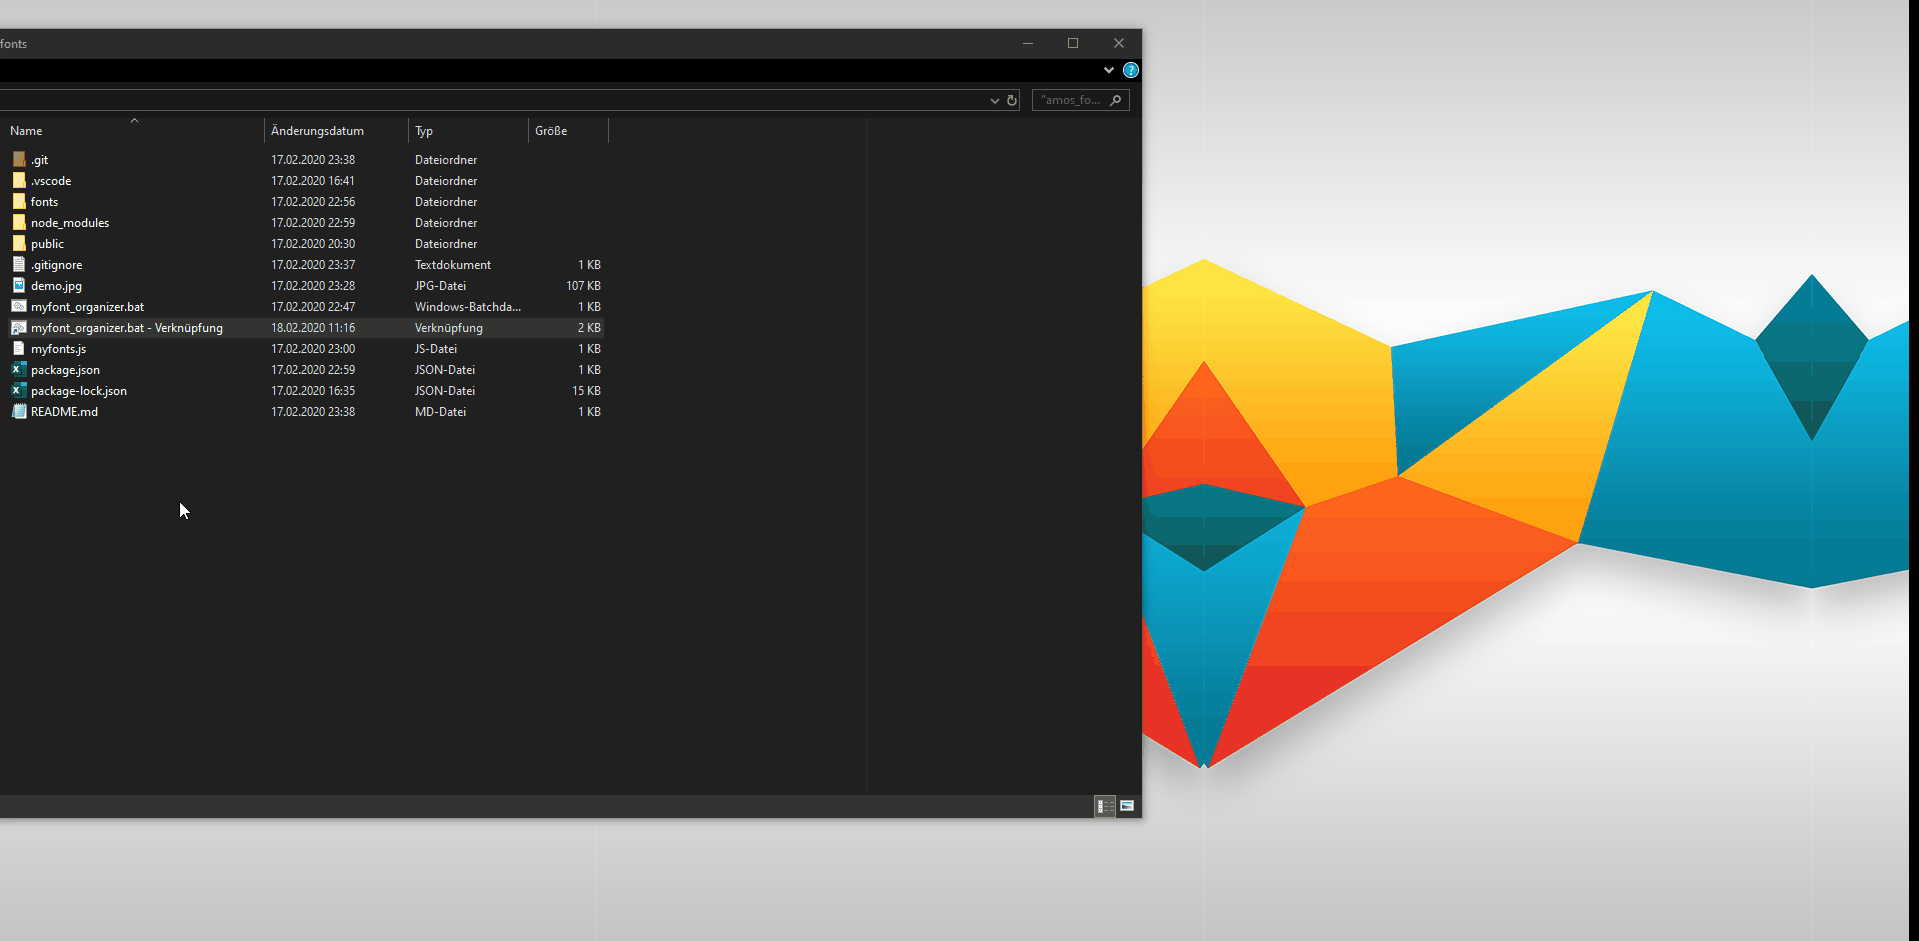 fonts
?
"amos_fo...
Name Änderungsdatum Typ Größe
.git 17.02.2020 23:38 Dateiordner
.vscode 17.02.2020 16:41 Dateiordner
fonts 17.02.2020 22:56 Dateiordner
node_modules 17.02.2020 22:59 Dateiordner
public 17.02.2020 20:30 Dateiordner
.gitignore 17.02.2020 23:37 Textdokument 1 KB
demo.jpg 17.02.2020 23:28 JPG-Datei 107 KB
myfont_organizer.bat 17.02.2020 22:47 Windows-Batchda... 1 KB
myfont_organizer.bat - Verknüpfung 18.02.2020 11:16 Verknüpfung 2 KB
myfonts.js 17.02.2020 23:00 JS-Datei 1 KB
package.json 17.02.2020 22:59 JSON-Datei 1 KB
package-lock.json 17.02.2020 16:35 JSON-Datei 15 KB
README.md 17.02.2020 23:38 MD-Datei 1 KB